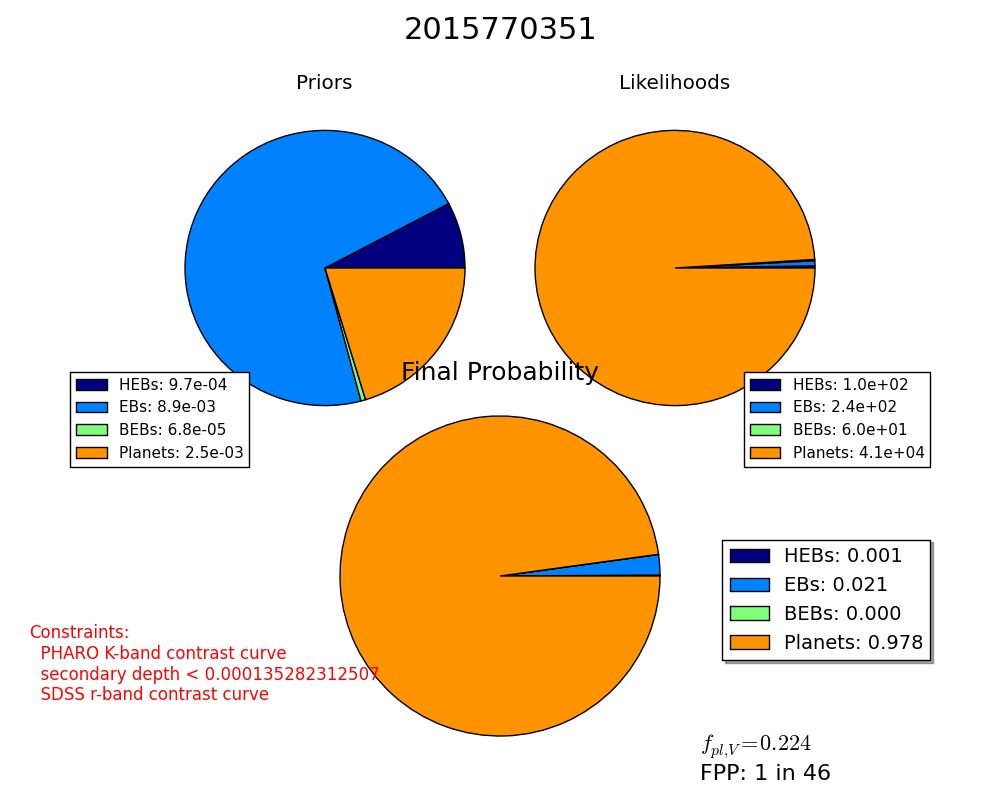 2015770351
Priors
Likelihoods
HEBs: 9.7e-04
EBs: 8.9e-03
BEBs: 6.8e-05
Planets: 2.5e-03
HEBs: 1.0e+02
EBs: 2.4e+02
BEBs: 6.0e+01
Planets: 4.1e+04
Final Probability
HEBs: 0.001
EBs: 0.021
BEBs: 0.000
Planets: 0.978
Constraints:
PHARO K-band contrast curve
secondary depth < 0.000135282312507
SDSS r-band contrast curve
f_{pl,V}=0.224
FPP: 1 in 46